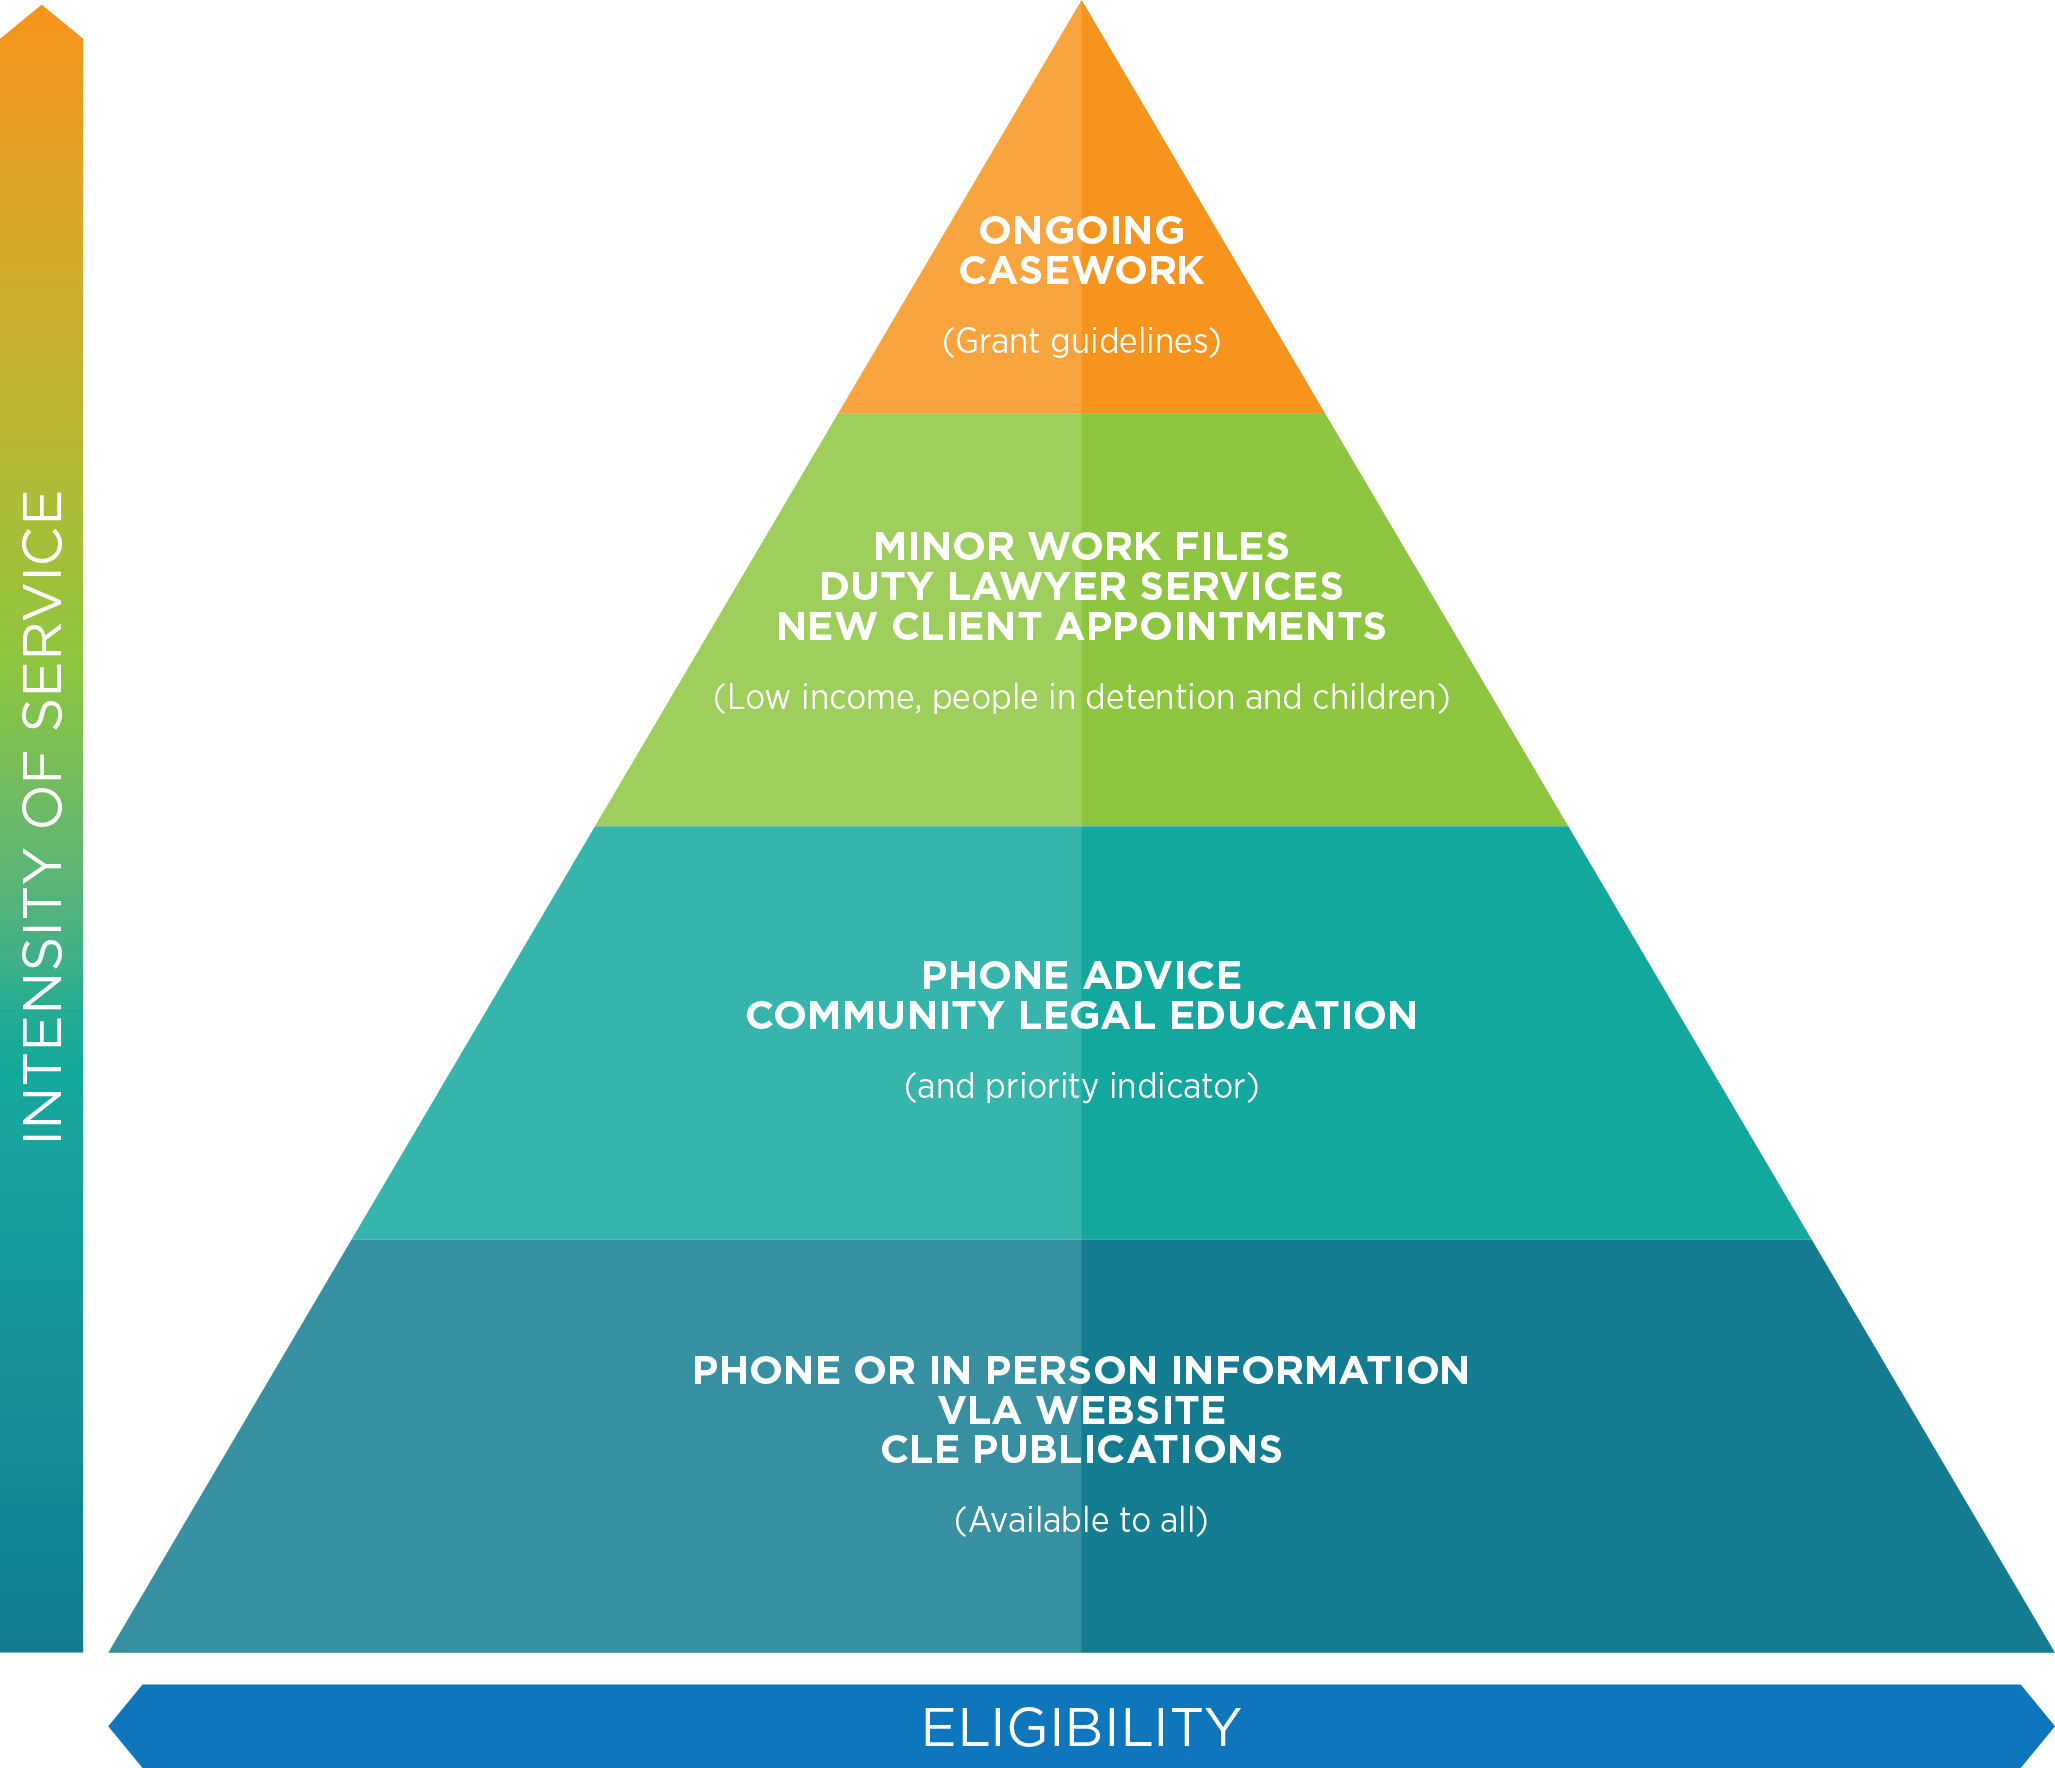 INTENSITY OF SERVICE
ONGOING
CASEWORK
(Grant guidelines)
MINOR WORK FILES
DUTY LAWYER SERVICES
NEW CLIENT APPOINTMENTS
(Low income, people in detention and children)
PHONE ADVICE
COMMUNITY LEGAL EDUCATION
(and priority indicator)
PHONE OR IN PERSON INFORMATION
VLA WEBSITE
CLE PUBLICATIONS
(Available to all)
ELIGIBILITY